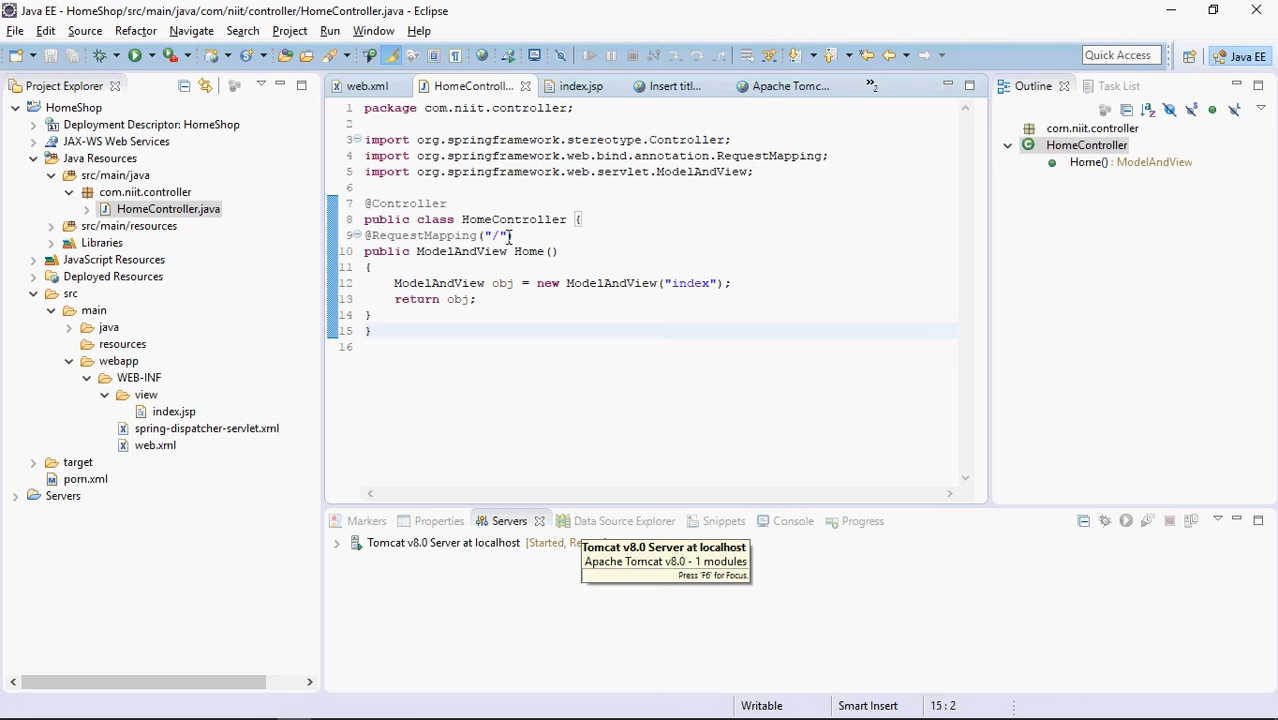 Java EE - HomeShop/src/main/java/com/niit/controller/HomeController.java - Eclipse
File Edit Source Refactor Navigate Search Project Run Window Help
Quick Access Java EE
Project Explorer
HomeShop
Deployment Descriptor: HomeShop
JAX-WS Web Services
Java Resources
src/main/java
com.niit.controller
HomeController.java
src/main/resources
Libraries
JavaScript Resources
Deployed Resources
src
main
java
resources
webapp
WEB-INF
view
index.jsp
spring-dispatcher-servlet.xml
web.xml
target
pom.xml
Servers
web.xml HomeControll... index.jsp Insert titl... Apache Tomc... »2
1 package com.niit.controller;
2
3 import org.springframework.stereotype.Controller;
4 import org.springframework.web.bind.annotation.RequestMapping;
5 import org.springframework.web.servlet.ModelAndView;
6
7 @Controller
8 public class HomeController {
9 @RequestMapping("/")
10 public ModelAndView Home()
11 {
12 ModelAndView obj = new ModelAndView("index");
13 return obj;
14 }
15 }
16
Outline Task List
com.niit.controller
HomeController
Home() : ModelAndView
Markers Properties Servers Data Source Explorer Snippets Console Progress
Tomcat v8.0 Server at localhost [Started, Re
Tomcat v8.0 Server at localhost
Apache Tomcat v8.0 - 1 modules
Press 'F6' for Focus.
Writable Smart Insert 15 : 2